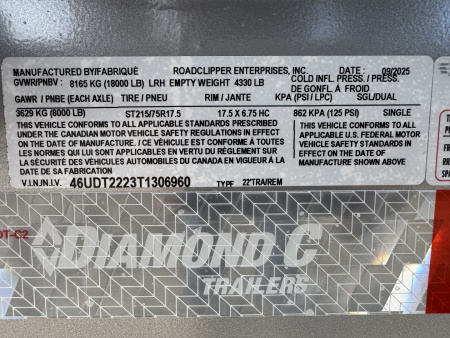 MANUFACTURED BY/FABRIQUÉ ROADCLIPPER ENTERPRISES, INC. DATE: 09/2025
GVWR/PNBV: 8165 KG (18000 LB) LRH EMPTY WEIGHT 4330 LB COLD INFL. PRESS./ PRESS. DE GONFL. À FROID
GAWR / PNBE (EACH AXLE) TIRE / PNEU RIM / JANTE KPA (PSI / LPC) SGL/DUAL
3629 KG (8000 LB) ST215/75R17.5 17.5 X 6.75 HC 862 KPA (125 PSI) SINGLE
THIS VEHICLE CONFORMS TO ALL APPLICABLE STANDARDS PRESCRIBED
UNDER THE CANADIAN MOTOR VEHICLE SAFETY REGULATIONS IN EFFECT
ON THE DATE OF MANUFACTURE. / CE VÉHICULE EST CONFORME À TOUTES
LES NORMES QUI LUI SONT APPLICABLES EN VERTU DU RÈGLEMENT SUR
LA SÉCURITÉ DES VÉHICULES AUTOMOBILES DU CANADA EN VIGUEUR À LA
DATE DE SA FABRICATION
THIS VEHICLE CONFORMS TO
ALL APPLICABLE
U.S. FEDERAL MOTOR
VEHICLE SAFETY STANDARDS
IN EFFECT ON THE DATE OF
MANUFACTURE SHOWN ABOVE.
V.I.N./N.I.V. 46UDT2223T1306960 TYPE 22'TRA/REM
DOT-C2
DIAMOND C
TRAILERS